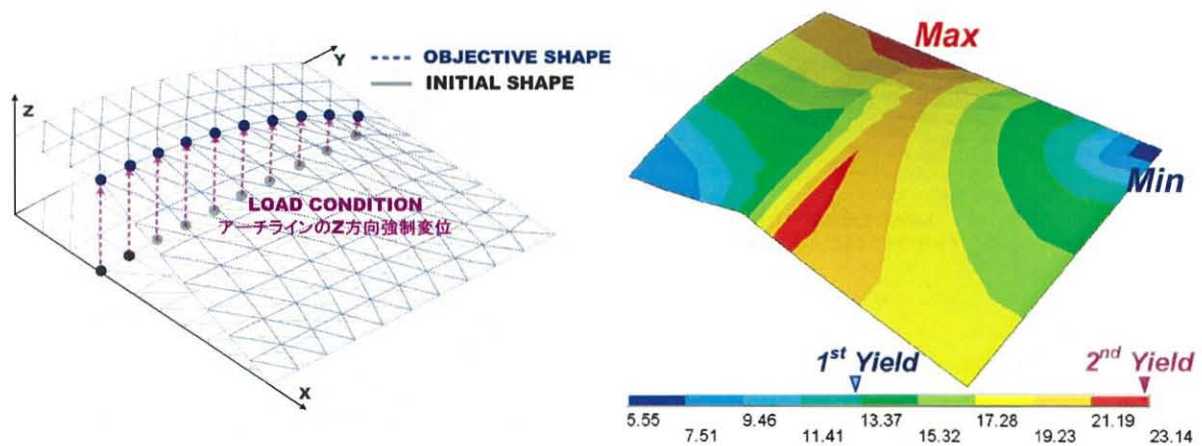 Y
OBJECTIVE SHAPE
INITIAL SHAPE
Z
LOAD CONDITION
アーチラインのZ方向強制変位
X
Max
Min
1st Yield
2nd Yield
5.55 9.46 13.37 17.28 21.19
7.51 11.41 15.32 19.23 23.14